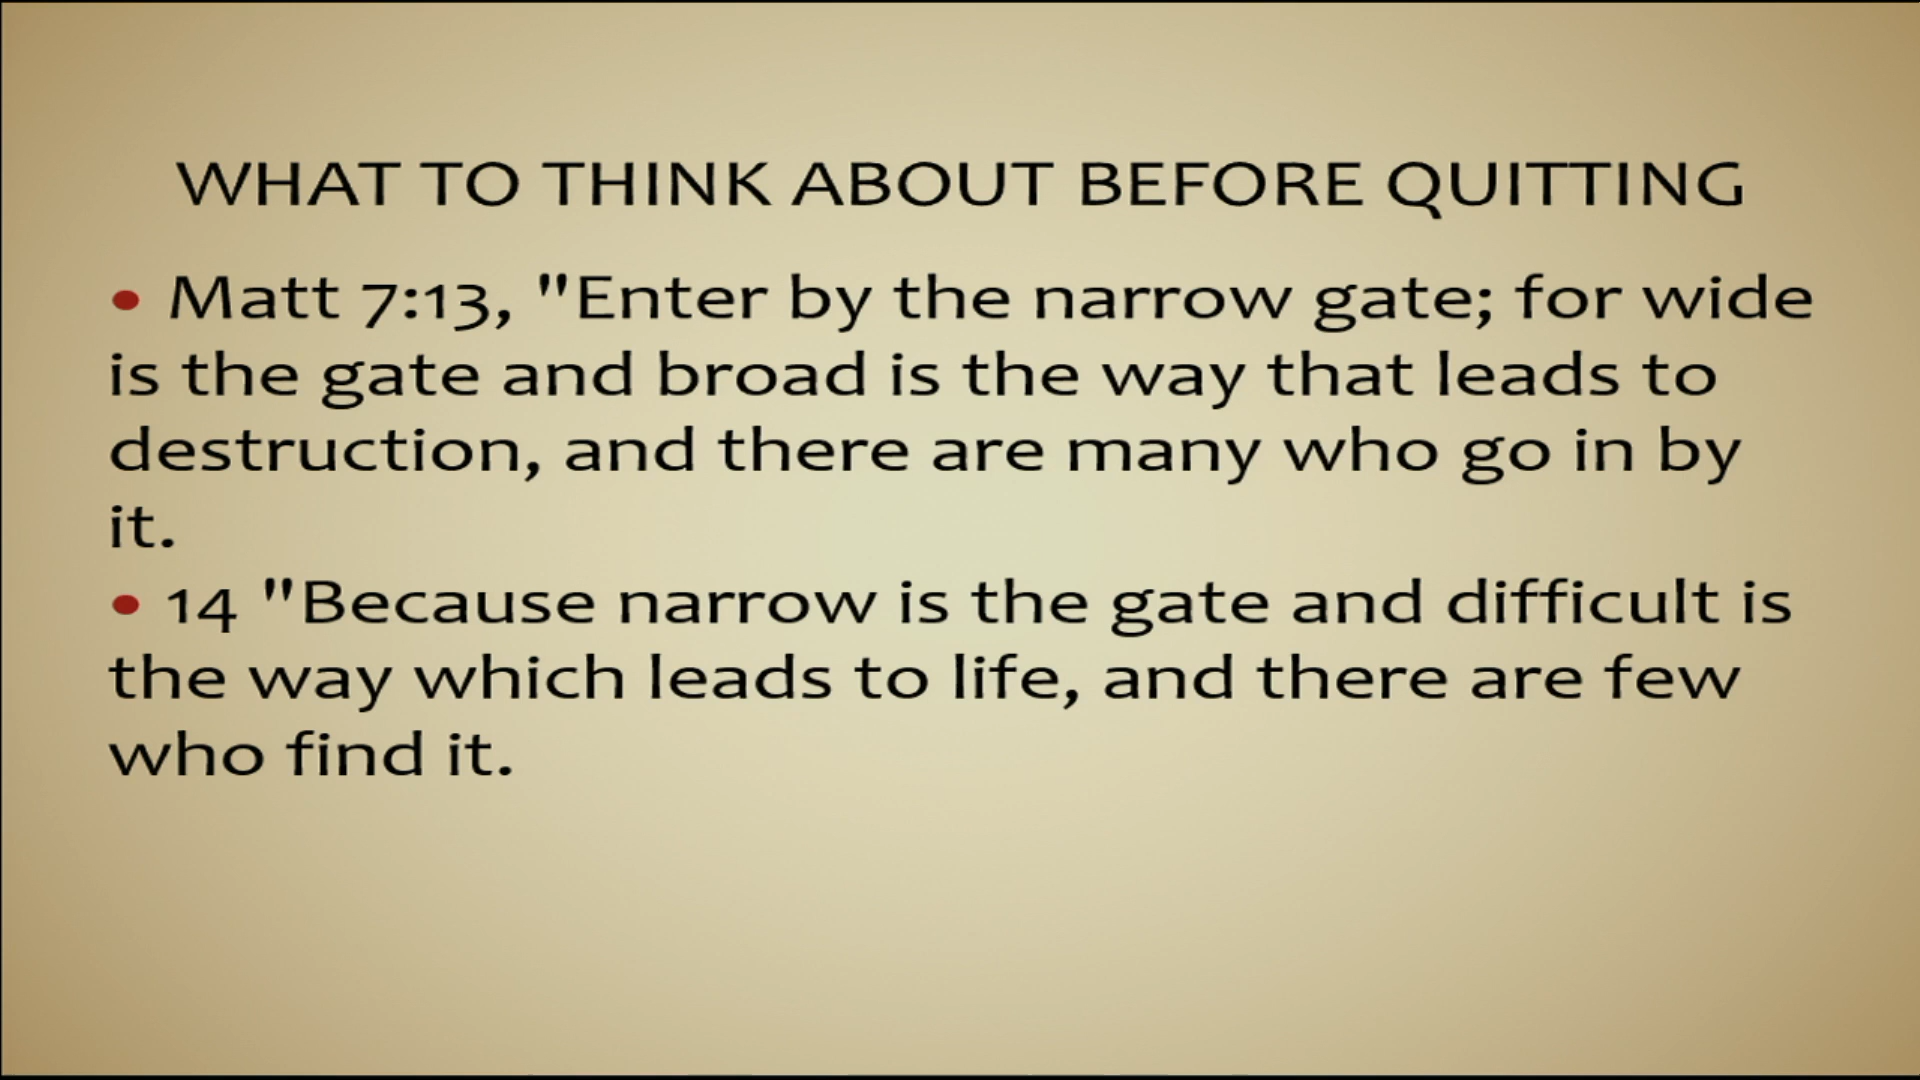 WHAT TO THINK ABOUT BEFORE QUITTING
• Matt 7:13, "Enter by the narrow gate; for wide
is the gate and broad is the way that leads to
destruction, and there are many who go in by
it.
• 14 "Because narrow is the gate and difficult is
the way which leads to life, and there are few
who find it.